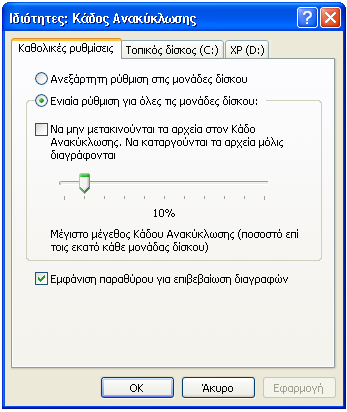 Ιδιότητες: Κάδος Ανακύκλωσης
Καθολικές ρυθμίσεις
Τοπικός δίσκος (C:)
XP (D:)
Ανεξάρτητη ρύθμιση στις μονάδες δίσκου
Ενιαία ρύθμιση για όλες τις μονάδες δίσκου:
Να μην μετακινούνται τα αρχεία στον Κάδο
Ανακύκλωσης. Να καταργούνται τα αρχεία μόλις
διαγράφονται
10%
Μέγιστο μέγεθος Κάδου Ανακύκλωσης (ποσοστό επί
τοις εκατό κάθε μονάδας δίσκου)
Εμφάνιση παραθύρου για επιβεβαίωση διαγραφών
OK
Άκυρο
Εφαρμογή